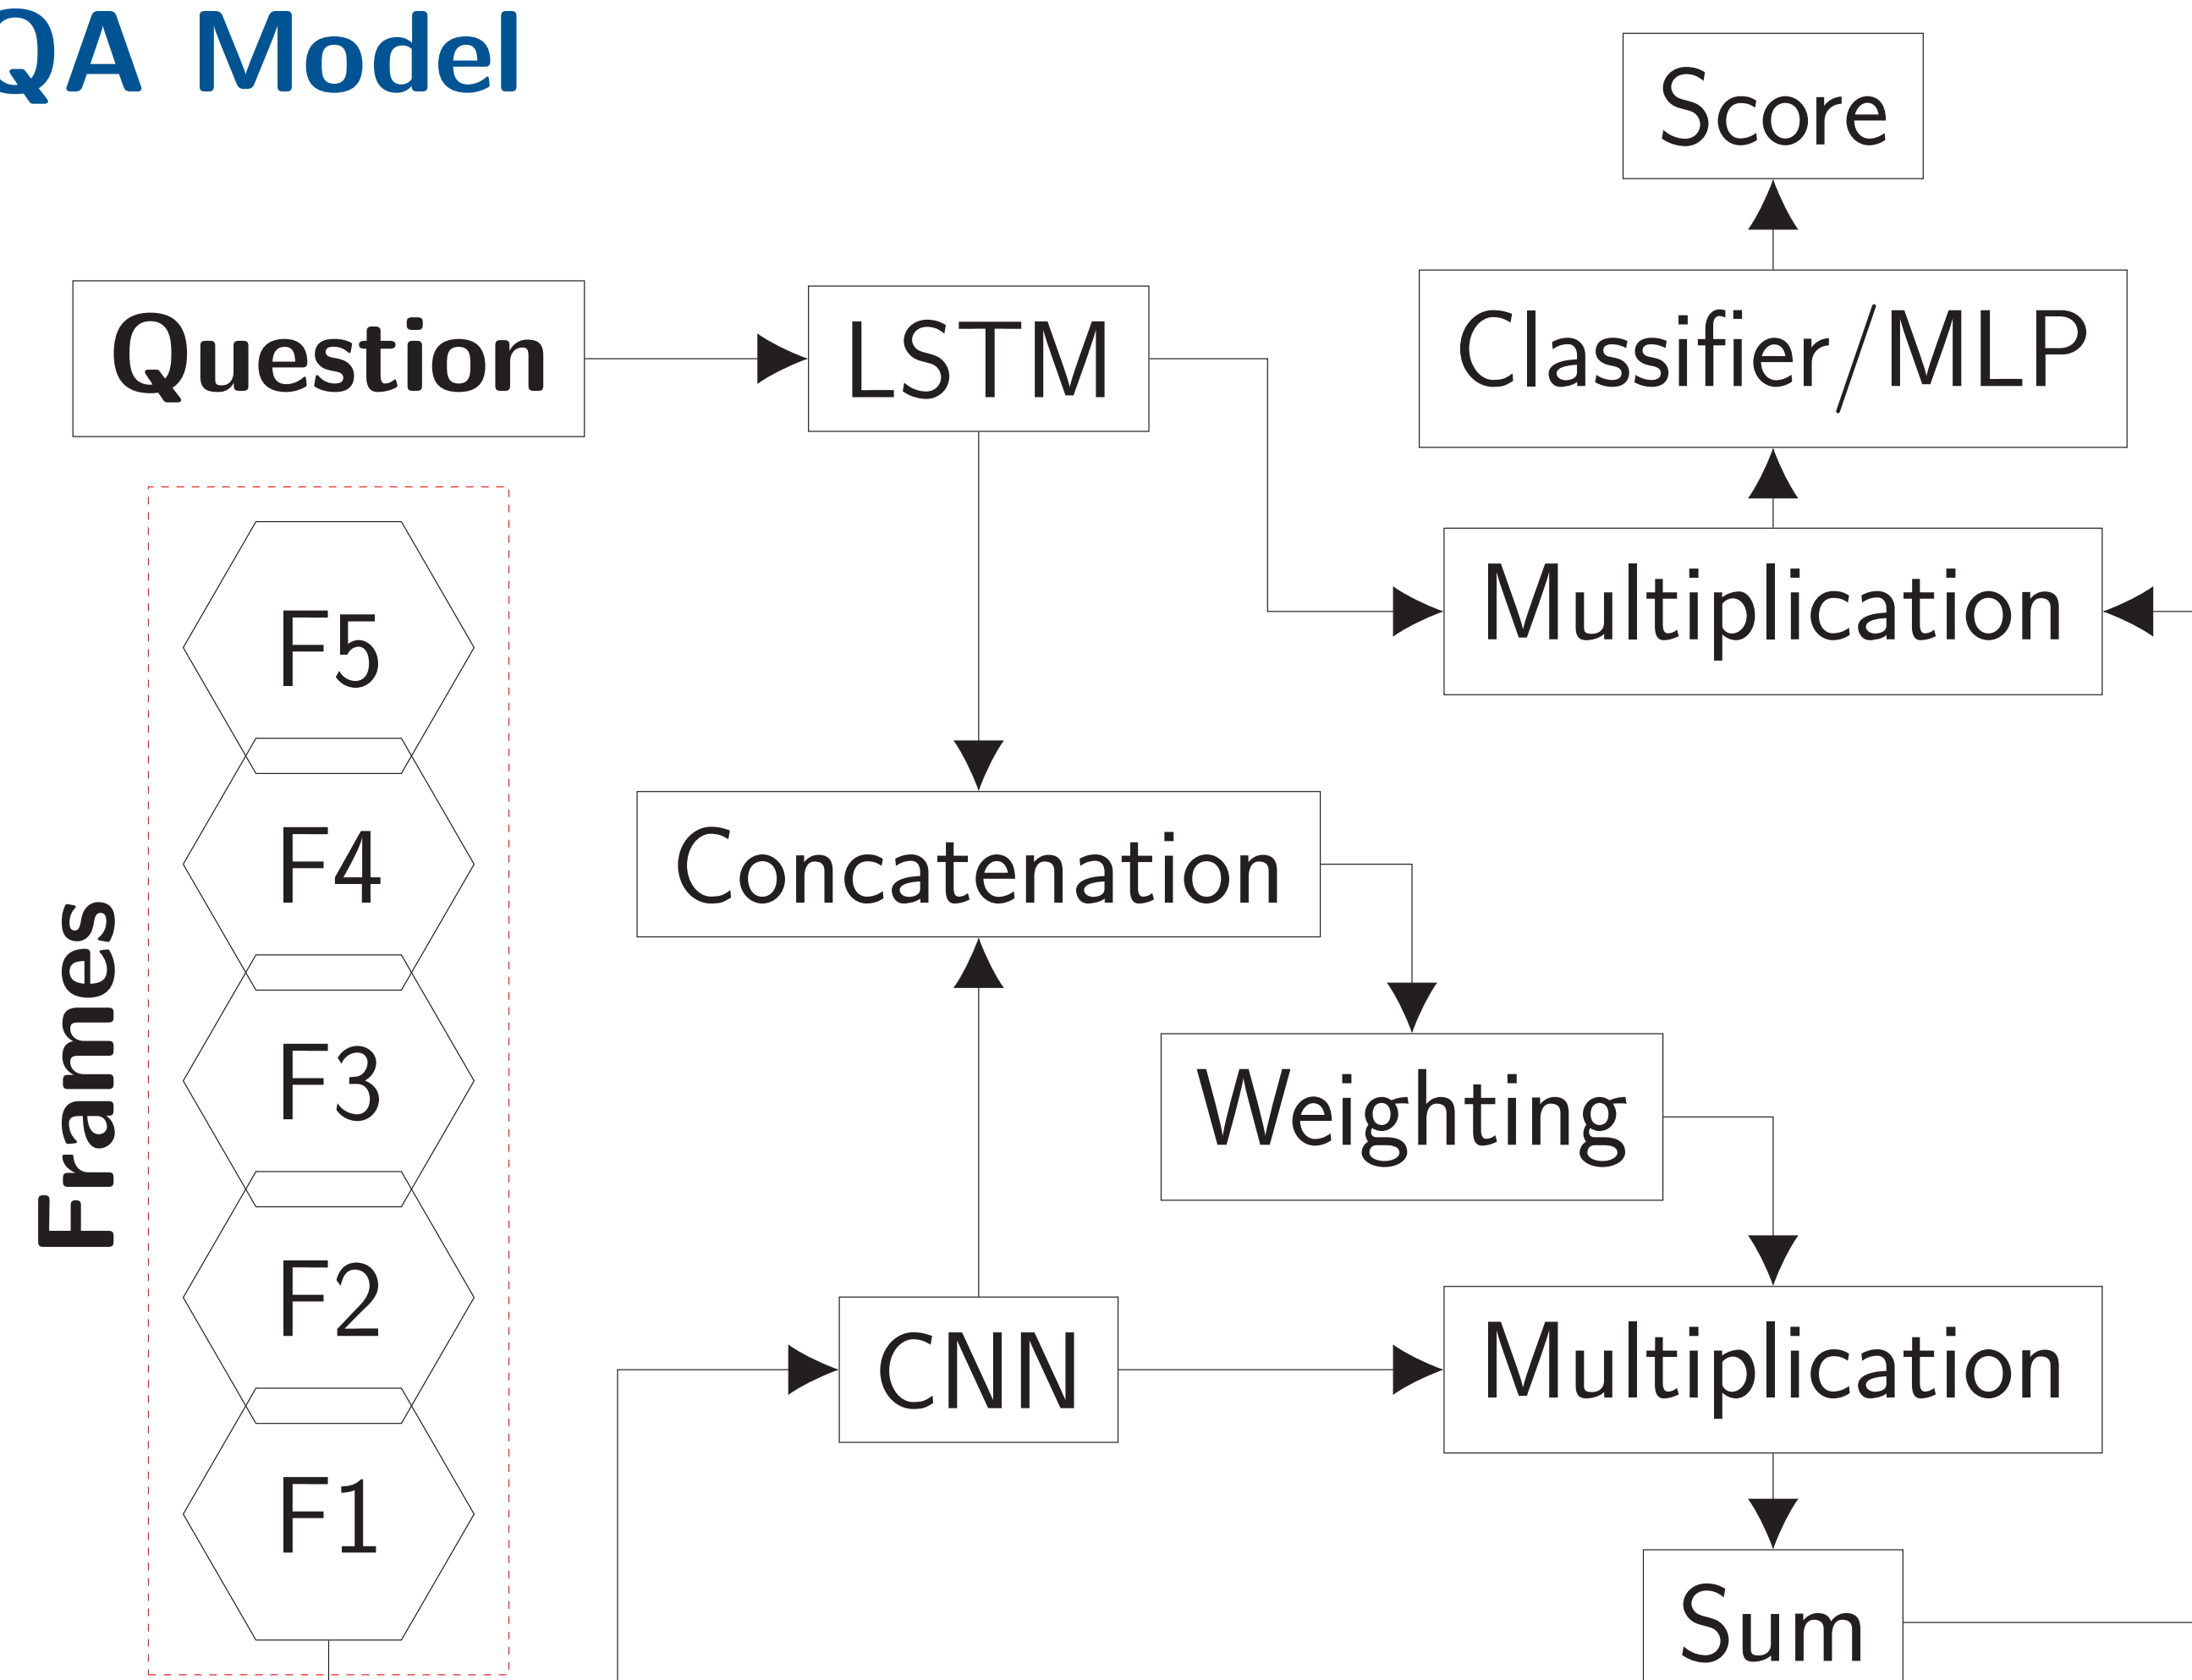 QA Model
Score
Question
LSTM
Classifier/MLP
F5
Multiplication
F4
Concatenation
Frames
F3
Weighting
F2
CNN
Multiplication
F1
Sum